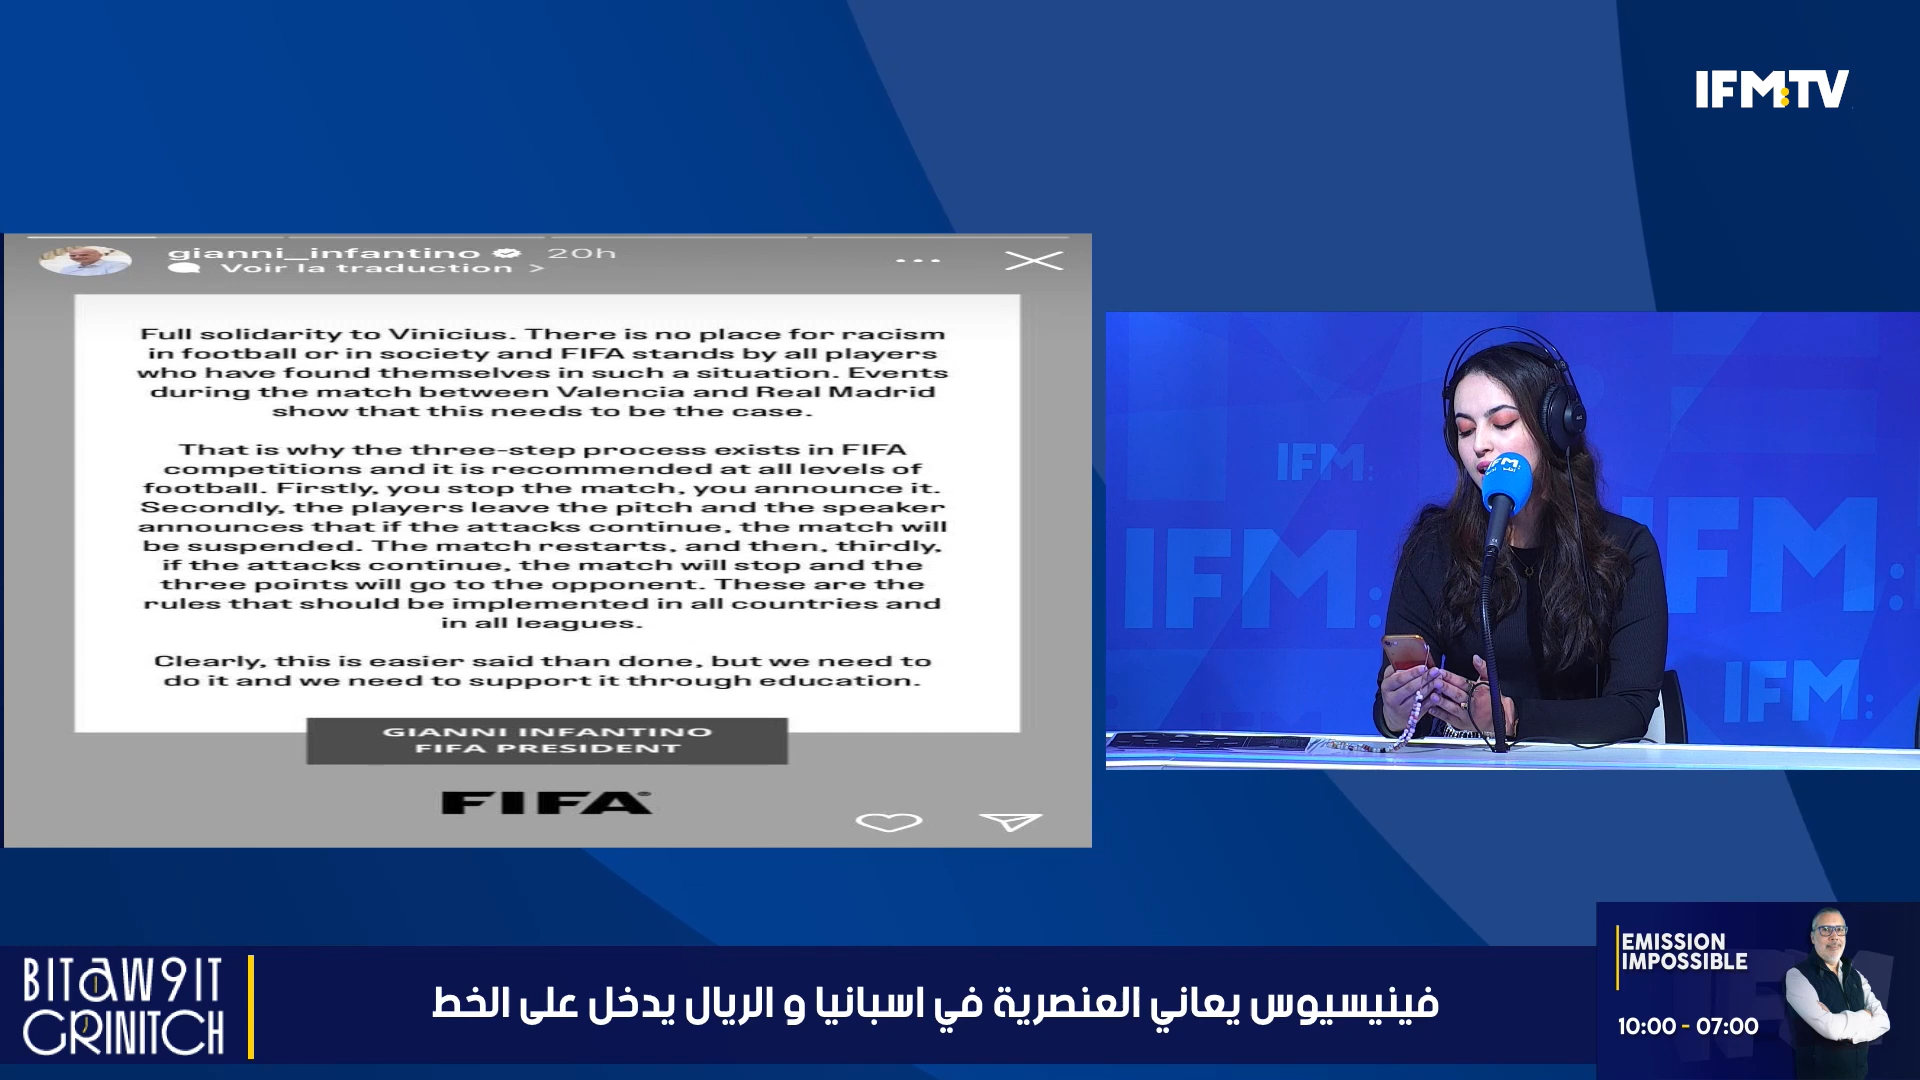 IFM:TV
gianni_infantino 20h
Voir la traduction >
Full solidarity to Vinicius. There is no place for racism
in football or in society and FIFA stands by all players
who have found themselves in such a situation. Events
during the match between Valencia and Real Madrid
show that this needs to be the case.
That is why the three-step process exists in FIFA
competitions and it is recommended at all levels of
football. Firstly, you stop the match, you announce it.
Secondly, the players leave the pitch and the speaker
announces that if the attacks continue, the match will
be suspended. The match restarts, and then, thirdly,
if the attacks continue, the match will stop and the
three points will go to the opponent. These are the
rules that should be implemented in all countries and
in all leagues.
Clearly, this is easier said than done, but we need to
do it and we need to support it through education.
GIANNI INFANTINO
FIFA PRESIDENT
FIFA
IFM:
IFM:
IFM:
IFM:
IFM:
BITaW9IT
GRINITCH
فينيسيوس يعاني العنصرية في اسبانيا و الريال يدخل على الخط
EMISSION
IMPOSSIBLE
10:00 - 07:00